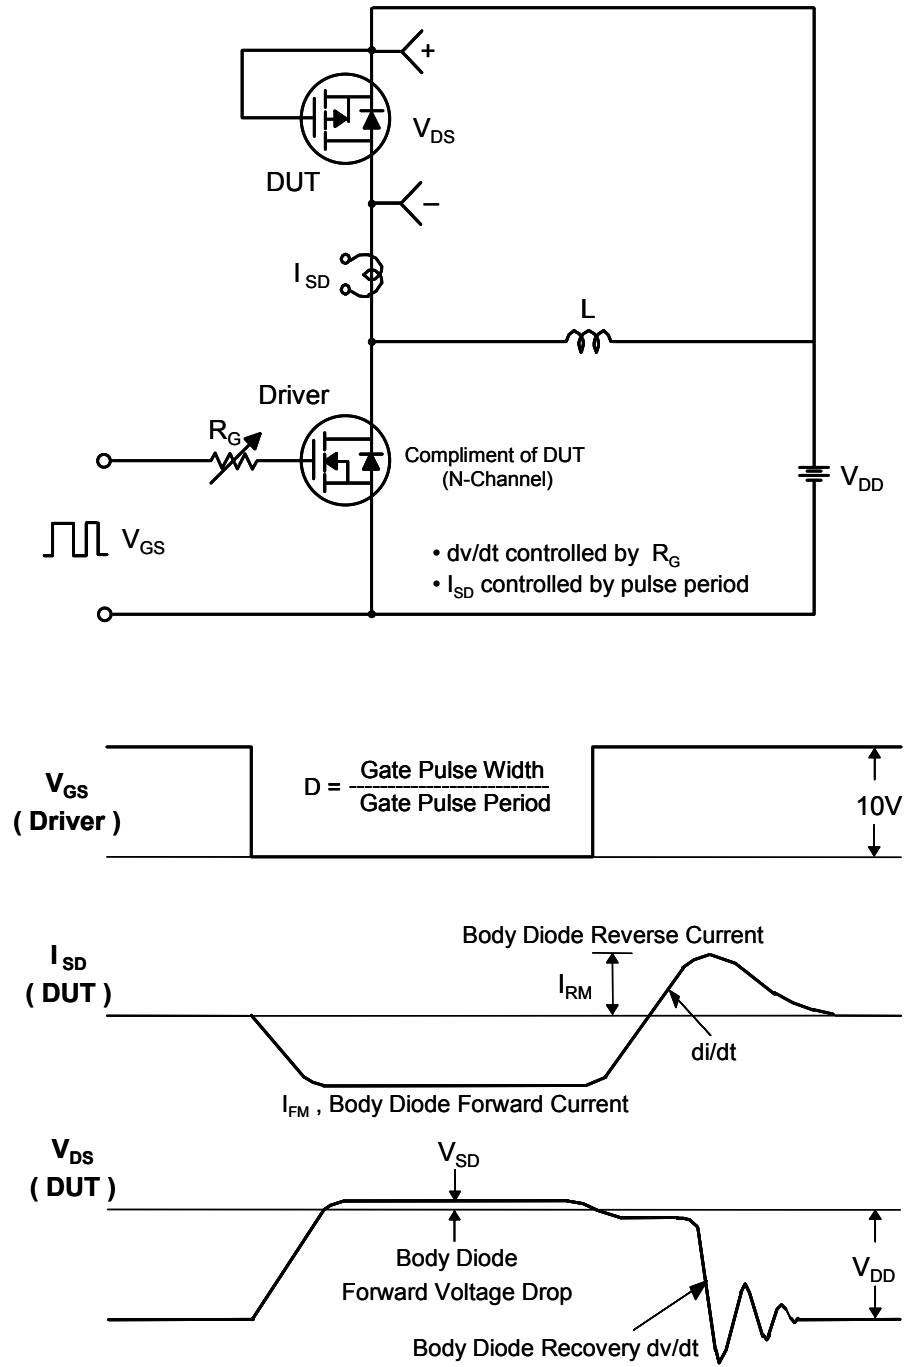 +
V_DS
DUT
–
I_SD
L
Driver
R_G
Compliment of DUT
(N-Channel)
V_DD
V_GS
• dv/dt controlled by R_G
• I_SD controlled by pulse period
V_GS
( Driver )
D = Gate Pulse Width
--------------------------
Gate Pulse Period
10V
I_SD
( DUT )
Body Diode Reverse Current
I_RM
di/dt
I_FM , Body Diode Forward Current
V_DS
( DUT )
V_SD
Body Diode
Forward Voltage Drop
V_DD
Body Diode Recovery dv/dt